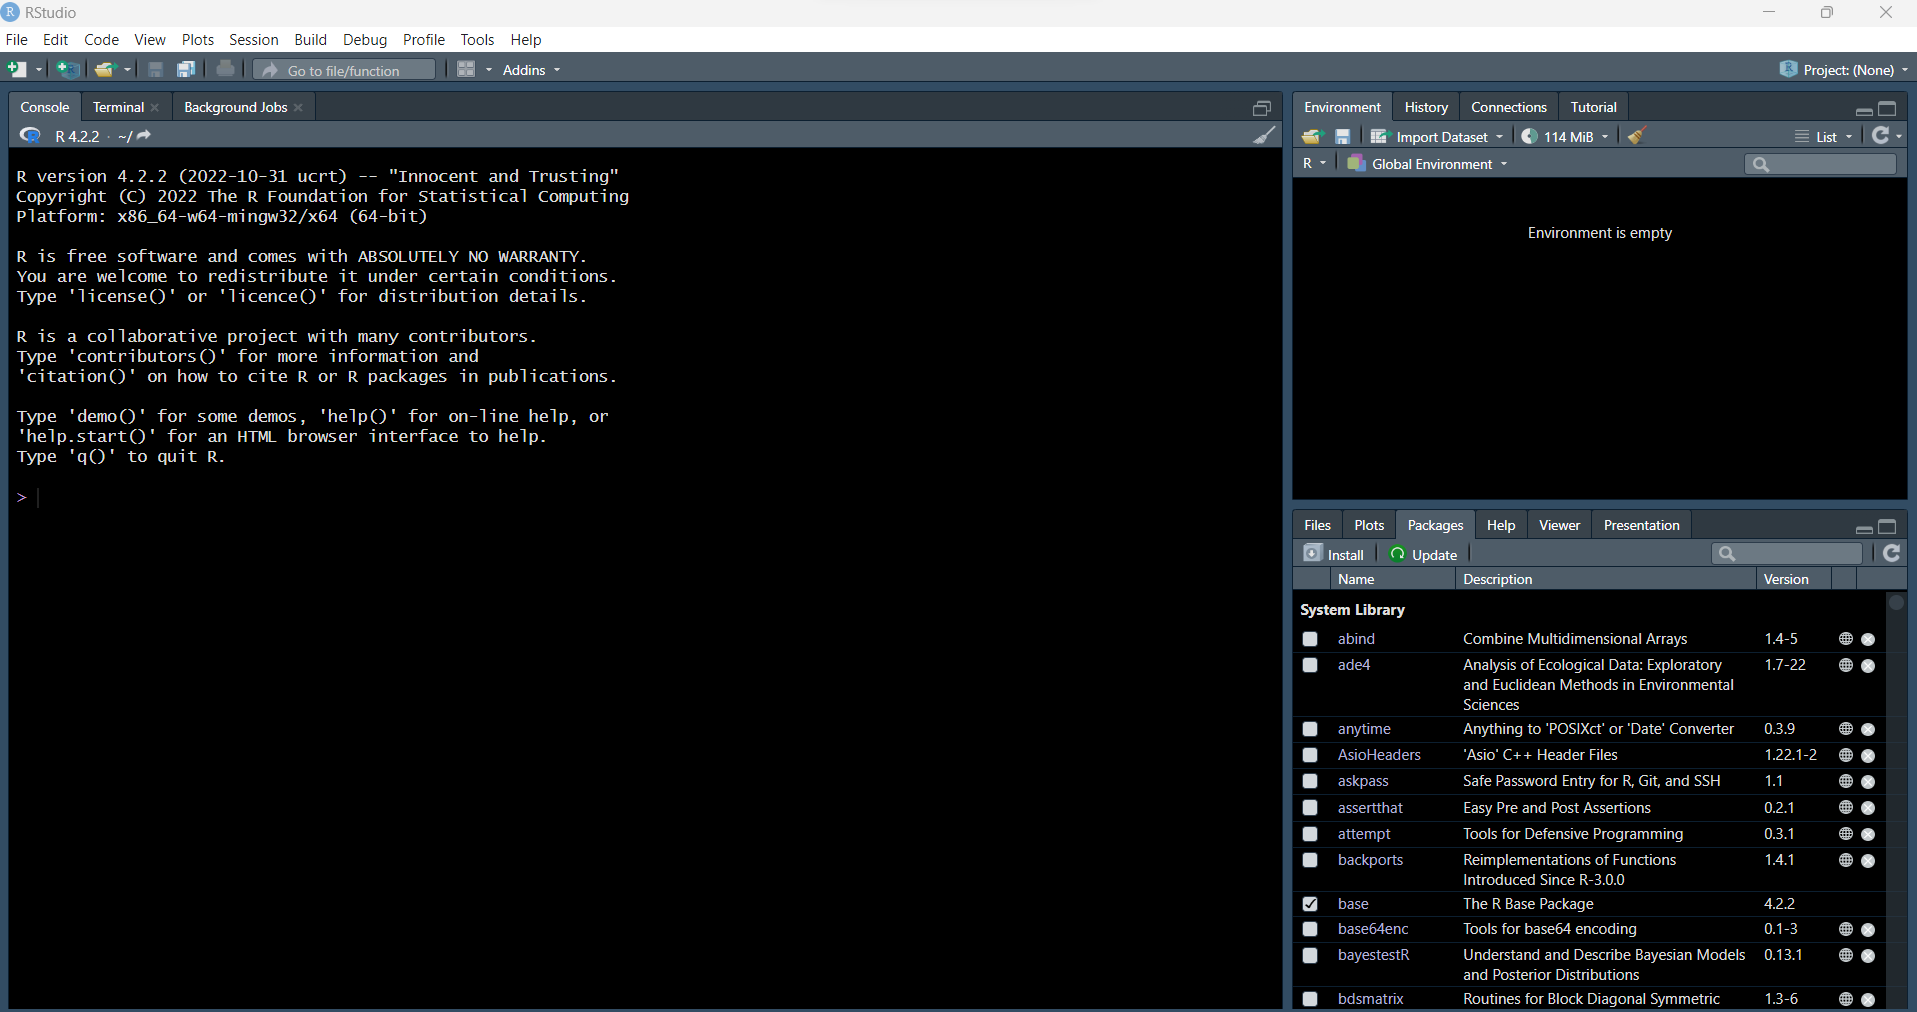 RStudio
File Edit Code View Plots Session Build Debug Profile Tools Help
Go to file/function Addins Project: (None)
Console Terminal Background Jobs
R 4.2.2 · ~/
R version 4.2.2 (2022-10-31 ucrt) -- "Innocent and Trusting"
Copyright (C) 2022 The R Foundation for Statistical Computing
Platform: x86_64-w64-mingw32/x64 (64-bit)
R is free software and comes with ABSOLUTELY NO WARRANTY.
You are welcome to redistribute it under certain conditions.
Type 'license()' or 'licence()' for distribution details.
R is a collaborative project with many contributors.
Type 'contributors()' for more information and
'citation()' on how to cite R or R packages in publications.
Type 'demo()' for some demos, 'help()' for on-line help, or
'help.start()' for an HTML browser interface to help.
Type 'q()' to quit R.
>
Environment History Connections Tutorial
Import Dataset 114 MiB List
R Global Environment
Environment is empty
Files Plots Packages Help Viewer Presentation
Install Update
Name Description Version
System Library
abind Combine Multidimensional Arrays 1.4-5
ade4 Analysis of Ecological Data: Exploratory 1.7-22
and Euclidean Methods in Environmental
Sciences
anytime Anything to 'POSIXct' or 'Date' Converter 0.3.9
AsioHeaders 'Asio' C++ Header Files 1.22.1-2
askpass Safe Password Entry for R, Git, and SSH 1.1
assertthat Easy Pre and Post Assertions 0.2.1
attempt Tools for Defensive Programming 0.3.1
backports Reimplementations of Functions 1.4.1
Introduced Since R-3.0.0
base The R Base Package 4.2.2
base64enc Tools for base64 encoding 0.1-3
bayestestR Understand and Describe Bayesian Models 0.13.1
and Posterior Distributions
bdsmatrix Routines for Block Diagonal Symmetric 1.3-6